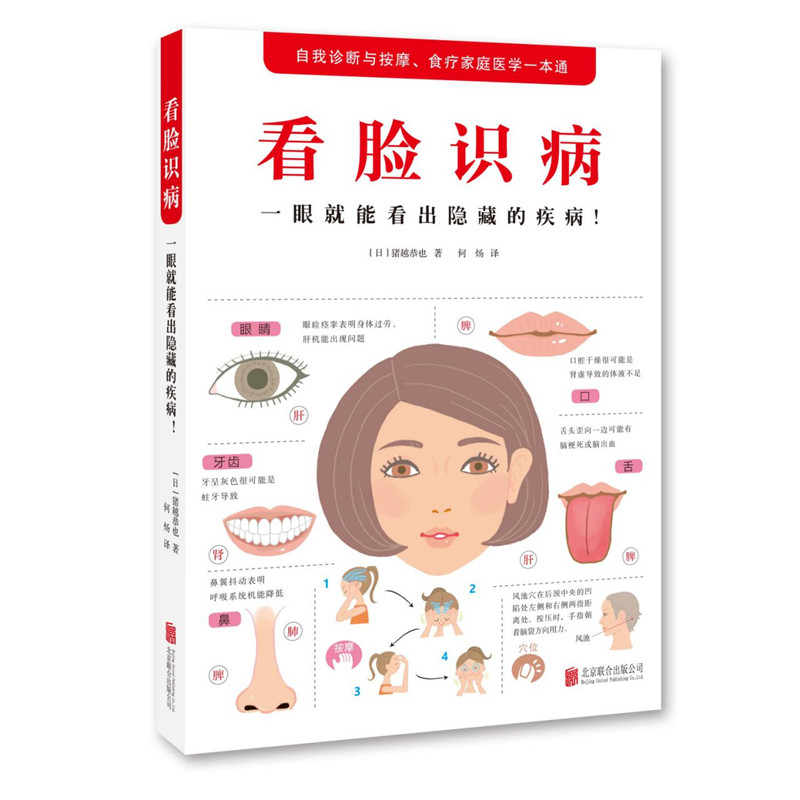 自我诊断与按摩、食疗家庭医学一本通
看脸识病
一眼就能看出隐藏的疾病!
[日]猪越恭也 著 何炀 译
眼睛
眼睑痉挛表明身体过劳,
肝机能出现问题
肝
脾
口腔干燥很可能是
肾虚导致的体液不足
口
牙齿
牙呈灰色很可能是
蛀牙导致
肾
舌头歪向一边可能有
脑梗死或脑出血
舌
肝
脾
鼻翼抖动表明
呼吸系统机能降低
鼻
肺
脾
1
2
3
4
按摩
风池穴在后颈中央的凹
陷处左侧和右侧两指距
离处。按压时,手指朝
着脑袋方向用力。
风池
穴位
北京联合出版公司
Beijing United Publishing Co.,Ltd.
看脸识病
一眼就能看出隐藏的疾病!
[日]猪越恭也 著
何炀 译
北京联合出版公司